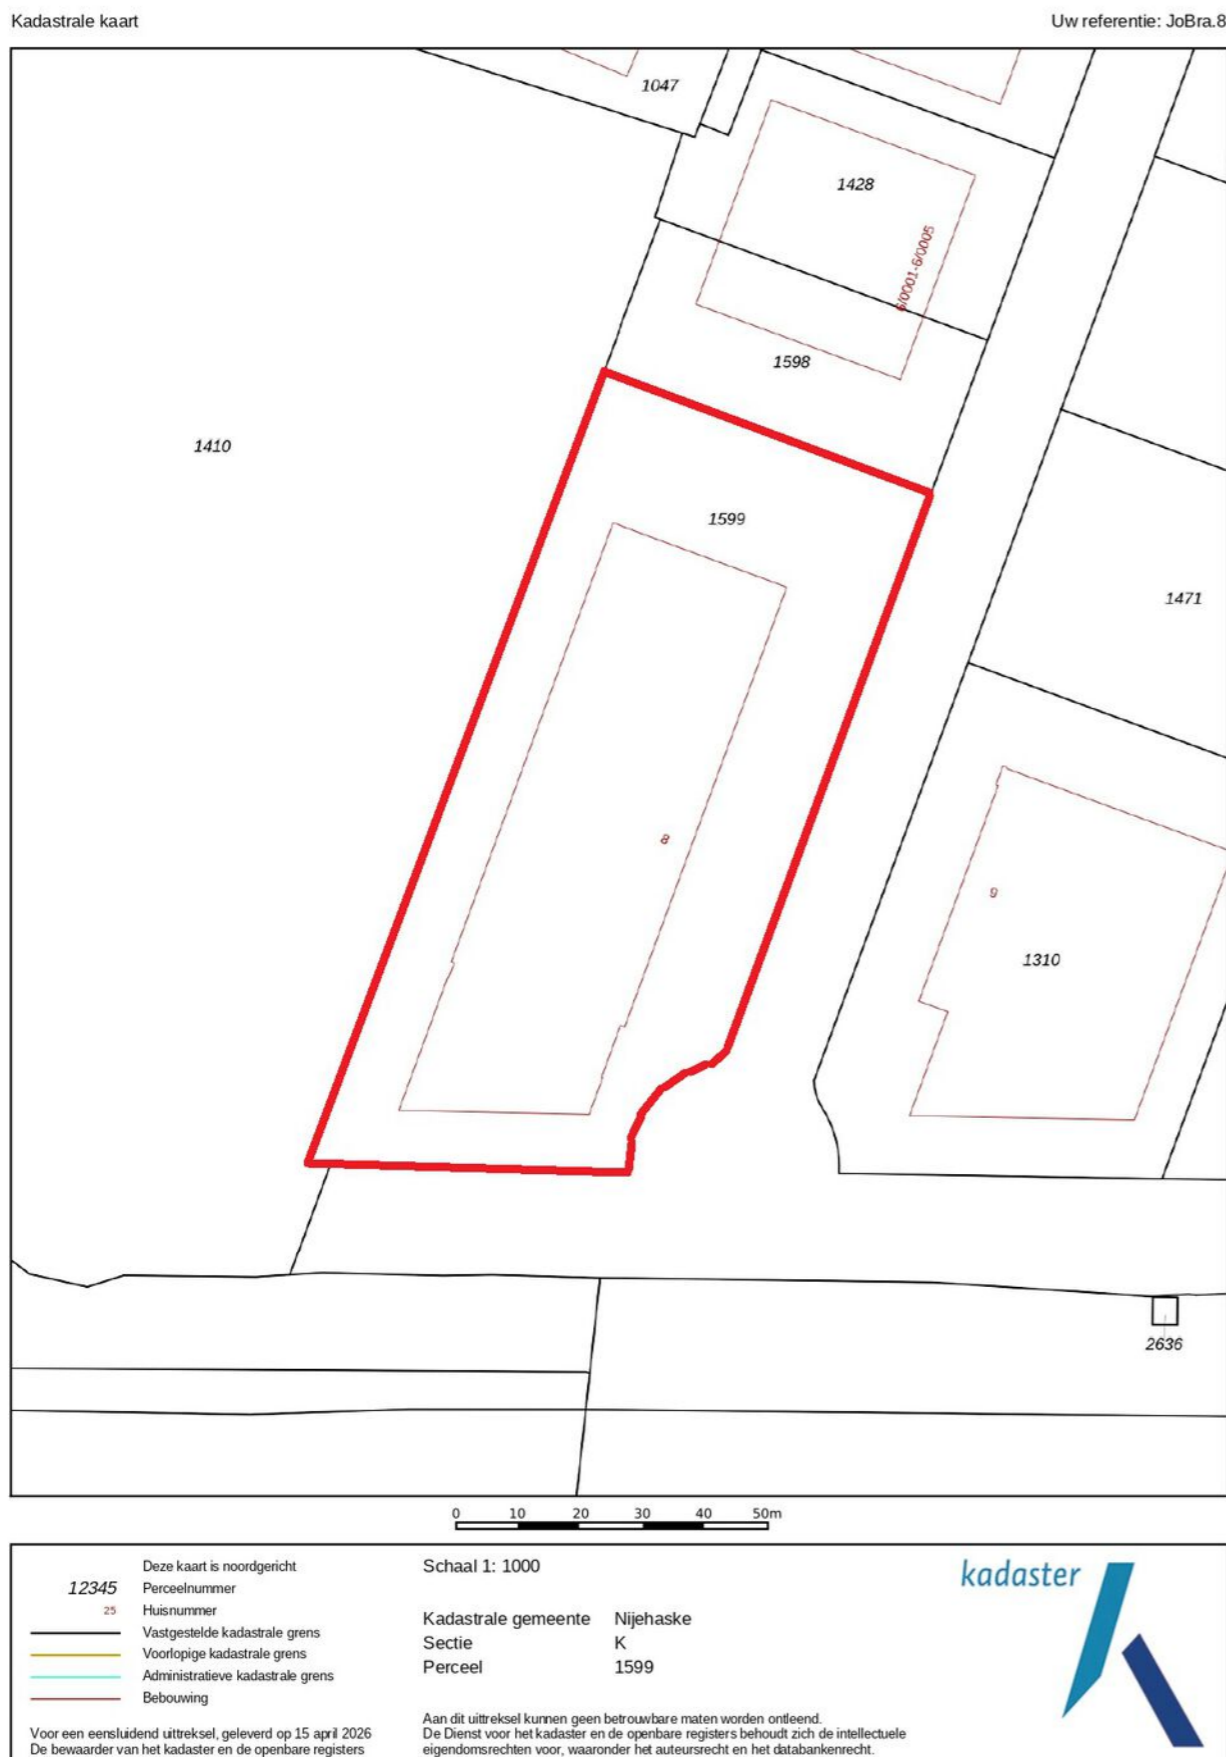 Kadastrale kaart
Uw referentie: JoBra.8
1047
1428
6/0001-6/0005
1598
1410
1599
1471
8
9
1310
2636
0 10 20 30 40 50m
Deze kaart is noordgericht
12345 Perceelnummer
25 Huisnummer
Vastgestelde kadastrale grens
Voorlopige kadastrale grens
Administratieve kadastrale grens
Bebouwing
Voor een eensluidend uittreksel, geleverd op 15 april 2026
De bewaarder van het kadaster en de openbare registers
Schaal 1: 1000
Kadastrale gemeente Nijehaske
Sectie K
Perceel 1599
Aan dit uittreksel kunnen geen betrouwbare maten worden ontleend.
De Dienst voor het kadaster en de openbare registers behoudt zich de intellectuele
eigendomsrechten voor, waaronder het auteursrecht en het databankenrecht.
kadaster